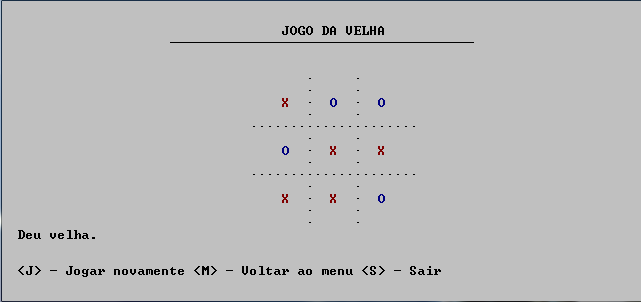 JOGO DA VELHA
X O O
O X X
X X O
Deu velha.
<J> - Jogar novamente <M> - Voltar ao menu <S> - Sair